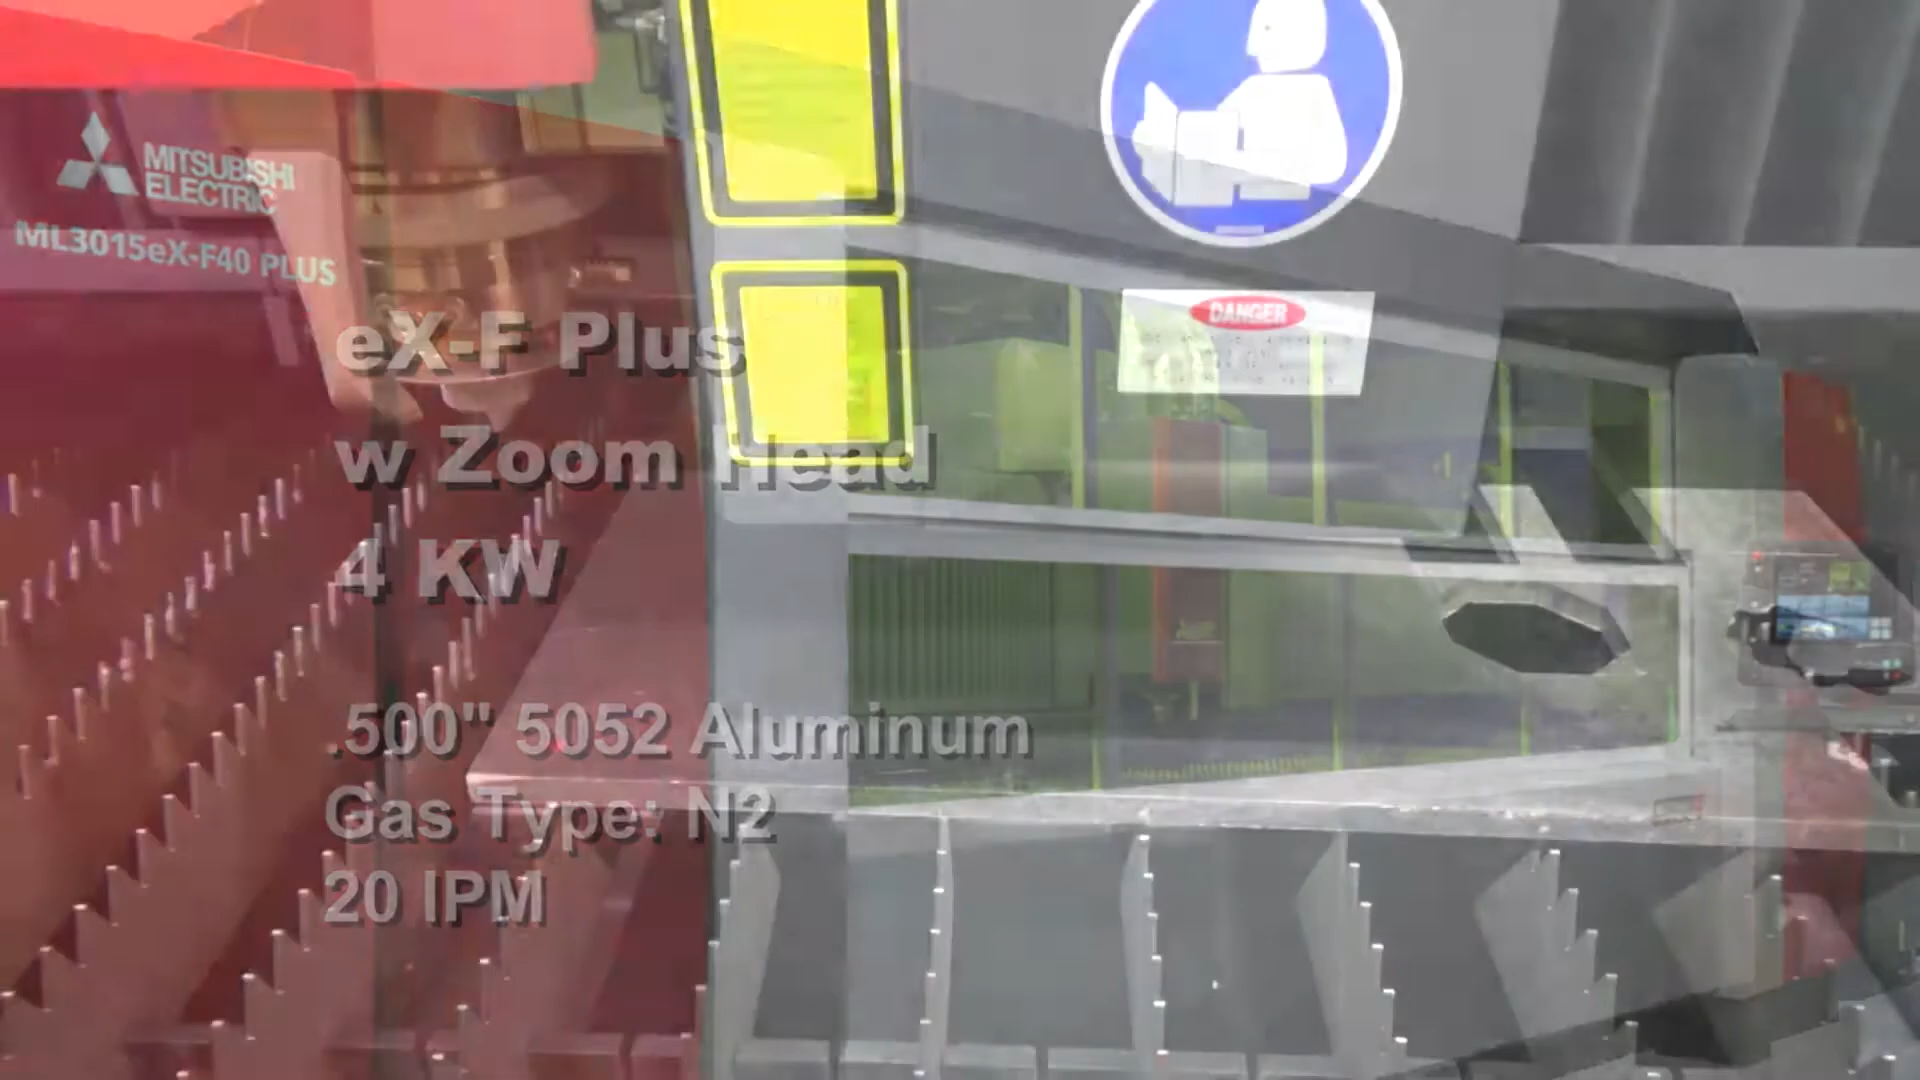 MITSUBISHI
ELECTRIC
ML3015eX-F40 PLUS
eX-F Plus
w Zoom Head
4 KW
.500" 5052 Aluminum
Gas Type: N2
20 IPM
DANGER